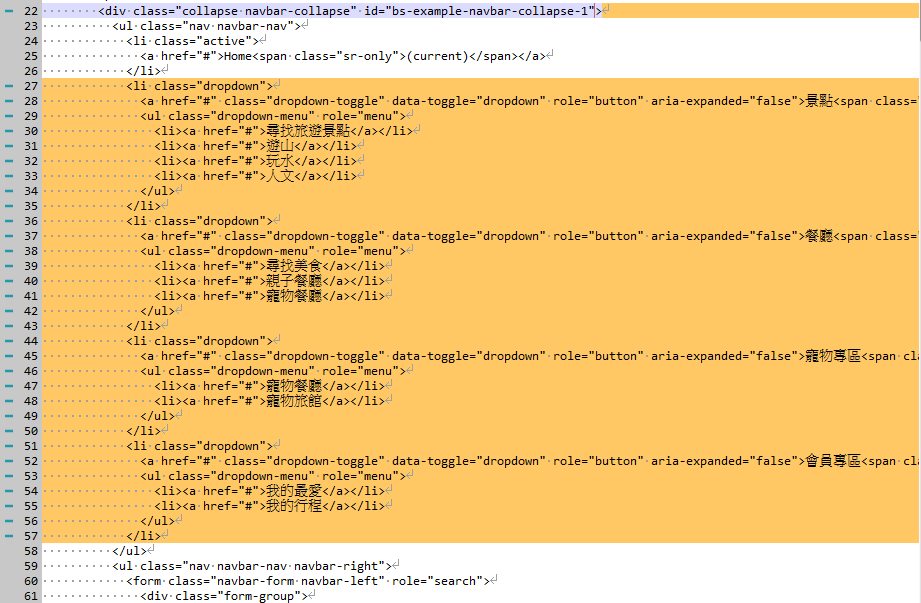 22 <div class="collapse navbar-collapse" id="bs-example-navbar-collapse-1">
23 <ul class="nav navbar-nav">
24 <li class="active">
25 <a href="#">Home<span class="sr-only">(current)</span></a>
26 </li>
27 <li class="dropdown">
28 <a href="#" class="dropdown-toggle" data-toggle="dropdown" role="button" aria-expanded="false">景點<span class="
29 <ul class="dropdown-menu" role="menu">
30 <li><a href="#">尋找旅遊景點</a></li>
31 <li><a href="#">遊山</a></li>
32 <li><a href="#">玩水</a></li>
33 <li><a href="#">人文</a></li>
34 </ul>
35 </li>
36 <li class="dropdown">
37 <a href="#" class="dropdown-toggle" data-toggle="dropdown" role="button" aria-expanded="false">餐廳<span class=
38 <ul class="dropdown-menu" role="menu">
39 <li><a href="#">尋找美食</a></li>
40 <li><a href="#">親子餐廳</a></li>
41 <li><a href="#">寵物餐廳</a></li>
42 </ul>
43 </li>
44 <li class="dropdown">
45 <a href="#" class="dropdown-toggle" data-toggle="dropdown" role="button" aria-expanded="false">寵物專區<span cla
46 <ul class="dropdown-menu" role="menu">
47 <li><a href="#">寵物餐廳</a></li>
48 <li><a href="#">寵物旅館</a></li>
49 </ul>
50 </li>
51 <li class="dropdown">
52 <a href="#" class="dropdown-toggle" data-toggle="dropdown" role="button" aria-expanded="false">會員專區<span cla
53 <ul class="dropdown-menu" role="menu">
54 <li><a href="#">我的最愛</a></li>
55 <li><a href="#">我的行程</a></li>
56 </ul>
57 </li>
58 </ul>
59 <ul class="nav navbar-nav navbar-right">
60 <form class="navbar-form navbar-left" role="search">
61 <div class="form-group">